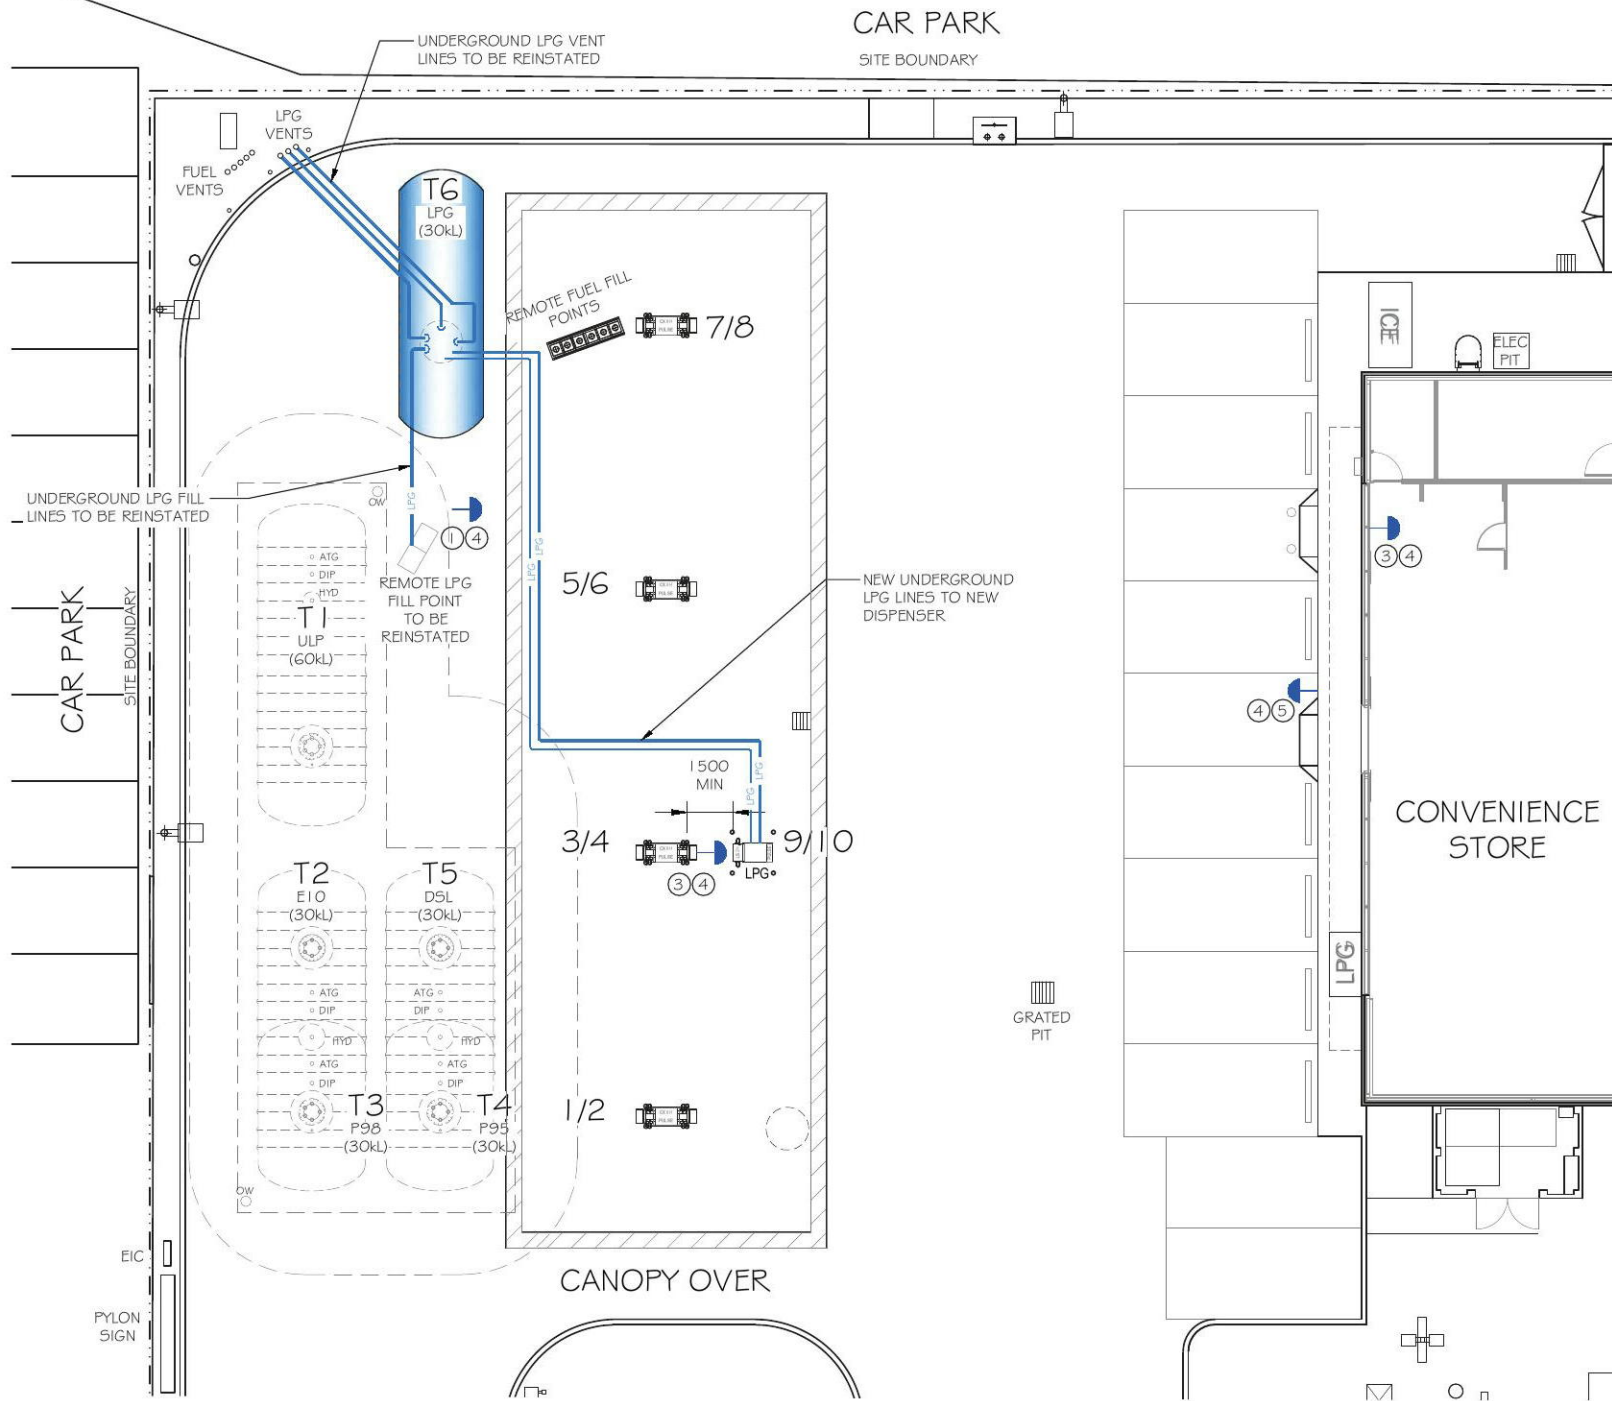 CAR PARK
SITE BOUNDARY
UNDERGROUND LPG VENT
LINES TO BE REINSTATED
LPG
VENTS
FUEL
VENTS
T6
LPG
(30kL)
REMOTE FUEL FILL
POINTS
7/8
ICE
ELEC
PIT
UNDERGROUND LPG FILL
LINES TO BE REINSTATED
OW
LPG
1 4
3 4
ATG
DIP
HYD
T1
ULP
(60kL)
REMOTE LPG
FILL POINT
TO BE
REINSTATED
LPG
LPG
5/6
NEW UNDERGROUND
LPG LINES TO NEW
DISPENSER
CAR PARK
SITE BOUNDARY
4 5
1500
MIN
LPG
LPG
3/4
9/10
LPG
3 4
CONVENIENCE
STORE
T2
E10
(30kL)
T5
DSL
(30kL)
LPG
ATG
DIP
ATG
DIP
HYD
HYD
ATG
DIP
ATG
DIP
GRATED
PIT
T3
P98
(30kL)
T4
P95
(30kL)
1/2
OW
EIC
CANOPY OVER
PYLON
SIGN